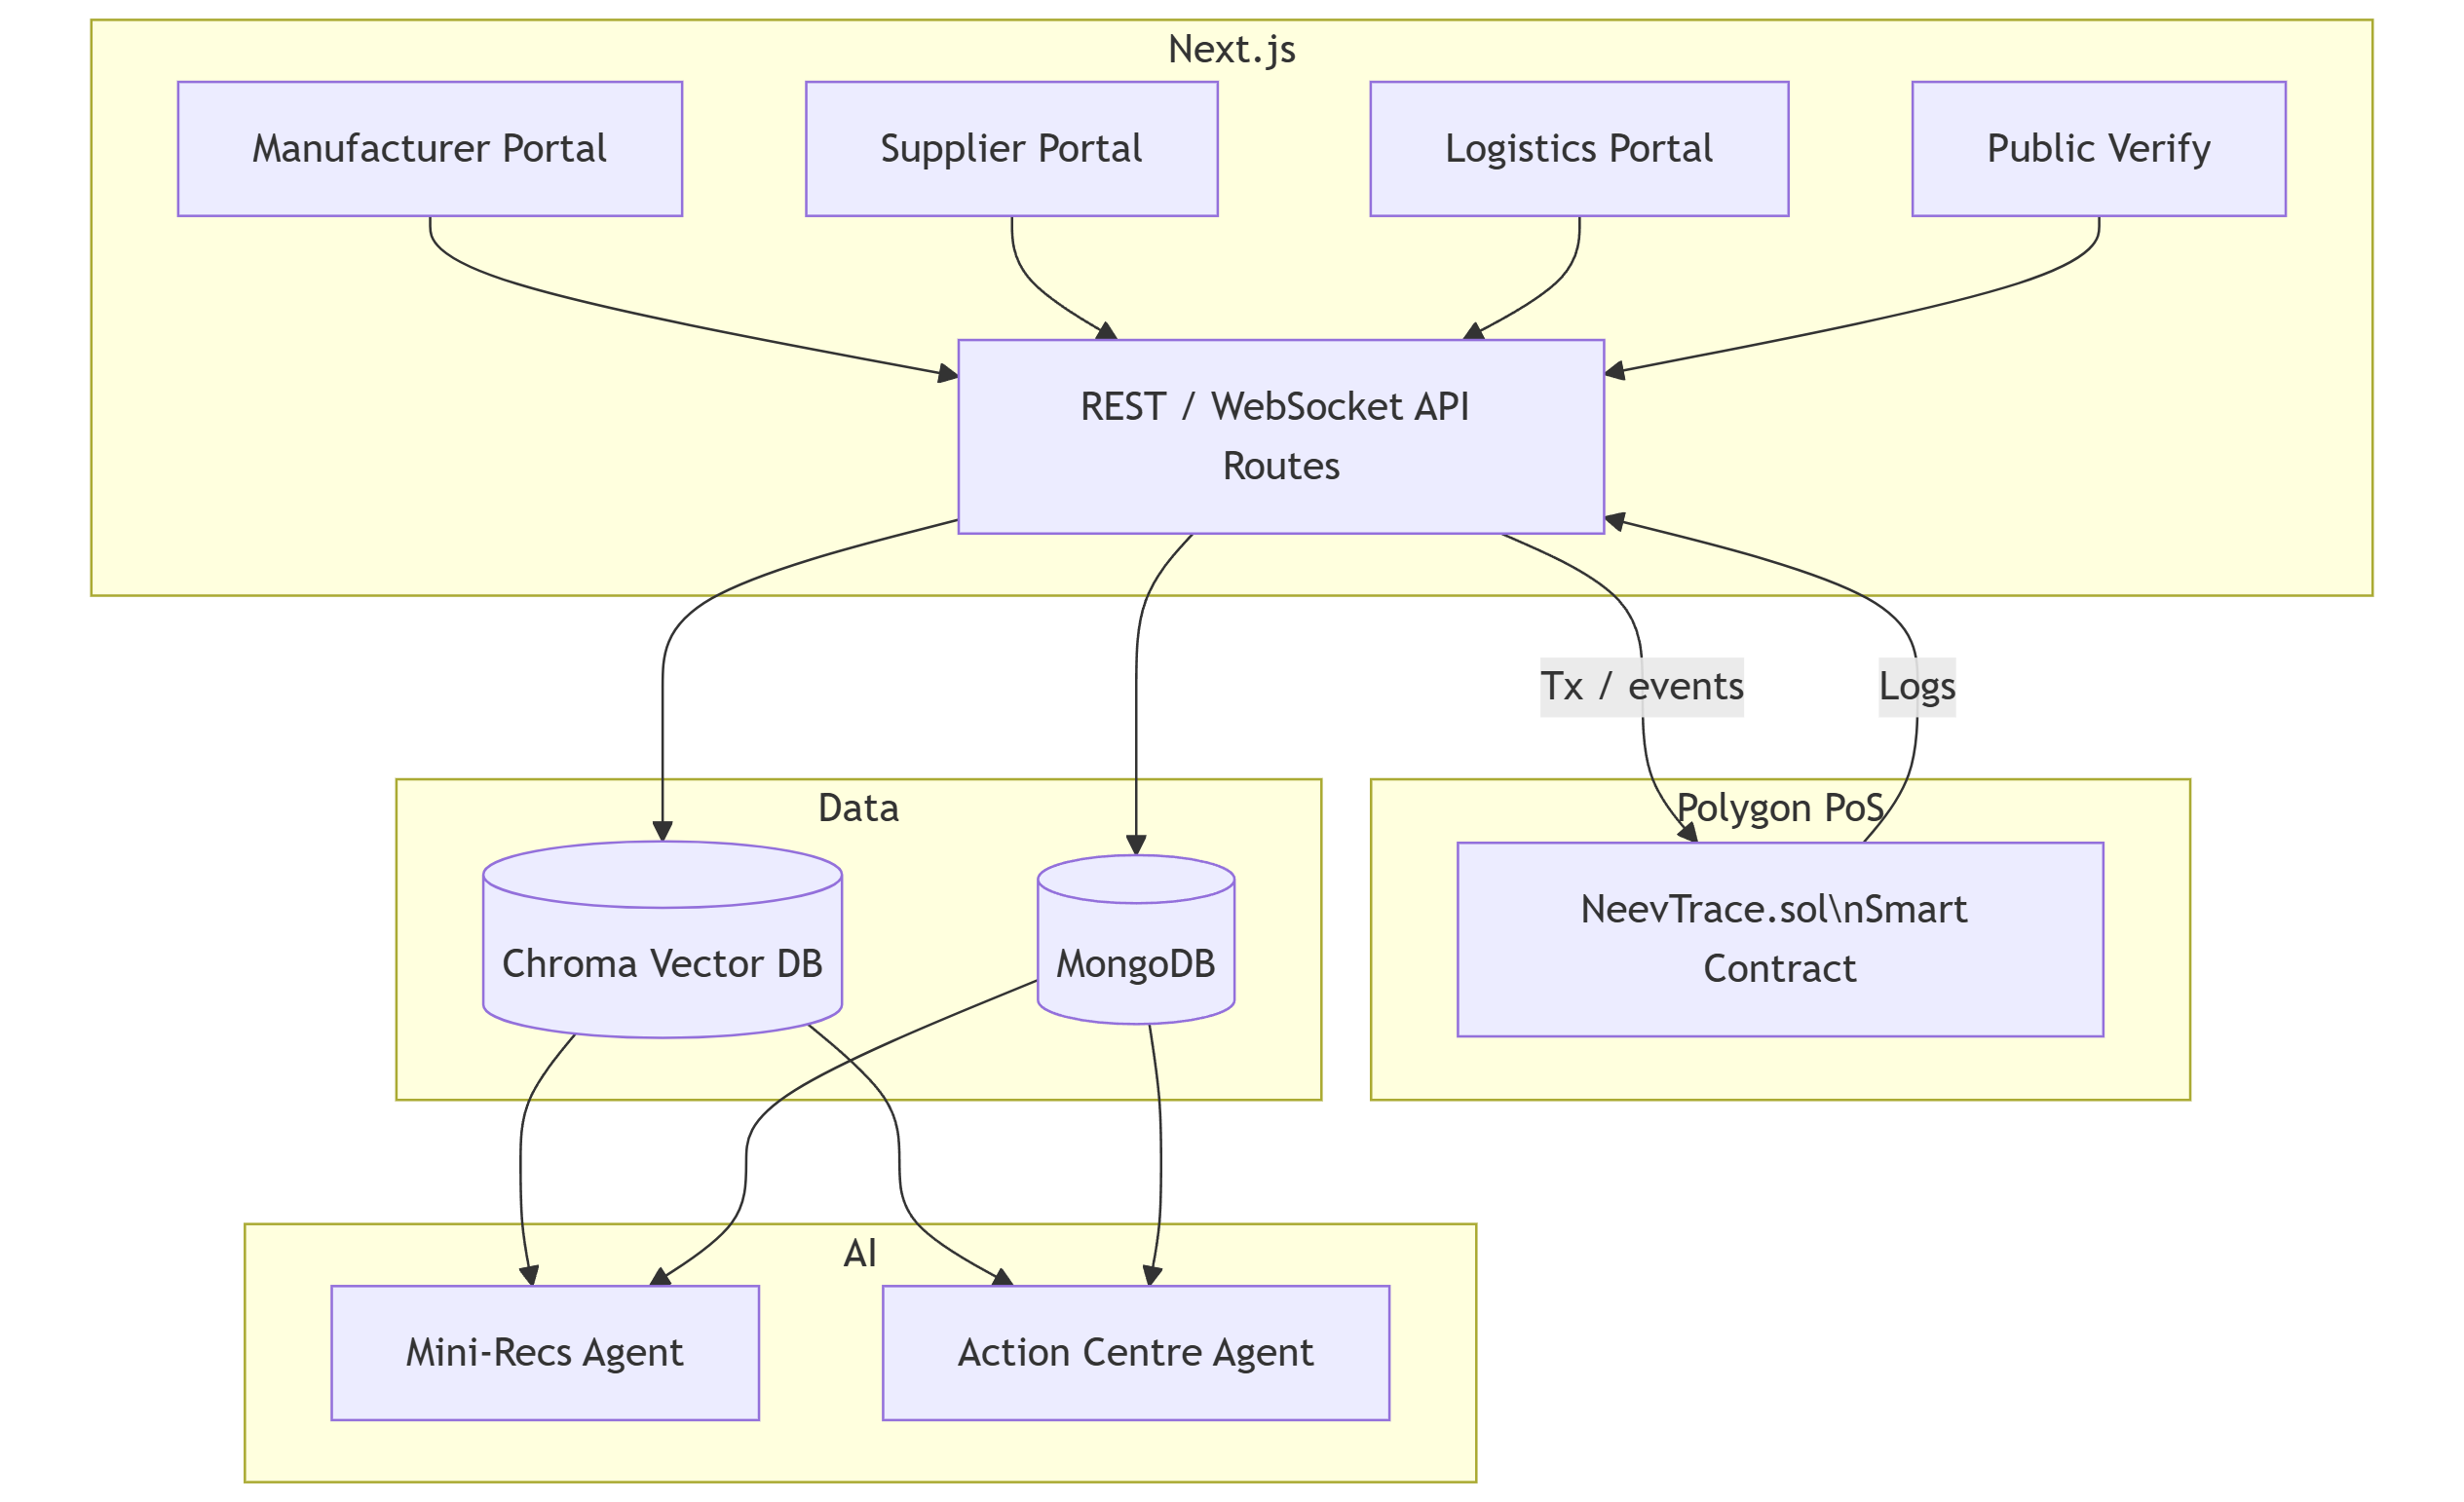 Next.js
Manufacturer Portal
Supplier Portal
Logistics Portal
Public Verify
REST / WebSocket API
Routes
Tx / events
Logs
Data
Polygon PoS
Chroma Vector DB
MongoDB
NeevTrace.sol\nSmart
Contract
AI
Mini-Recs Agent
Action Centre Agent